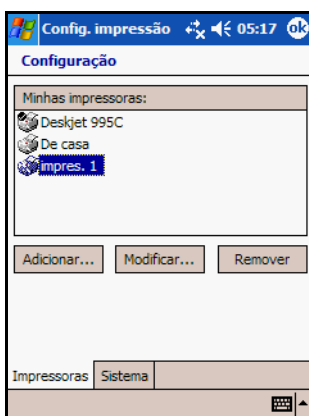 Config. impressão 05:17 ok
Configuração
Minhas impressoras:
Deskjet 995C
De casa
impres. 1
Adicionar... Modificar... Remover
Impressoras Sistema